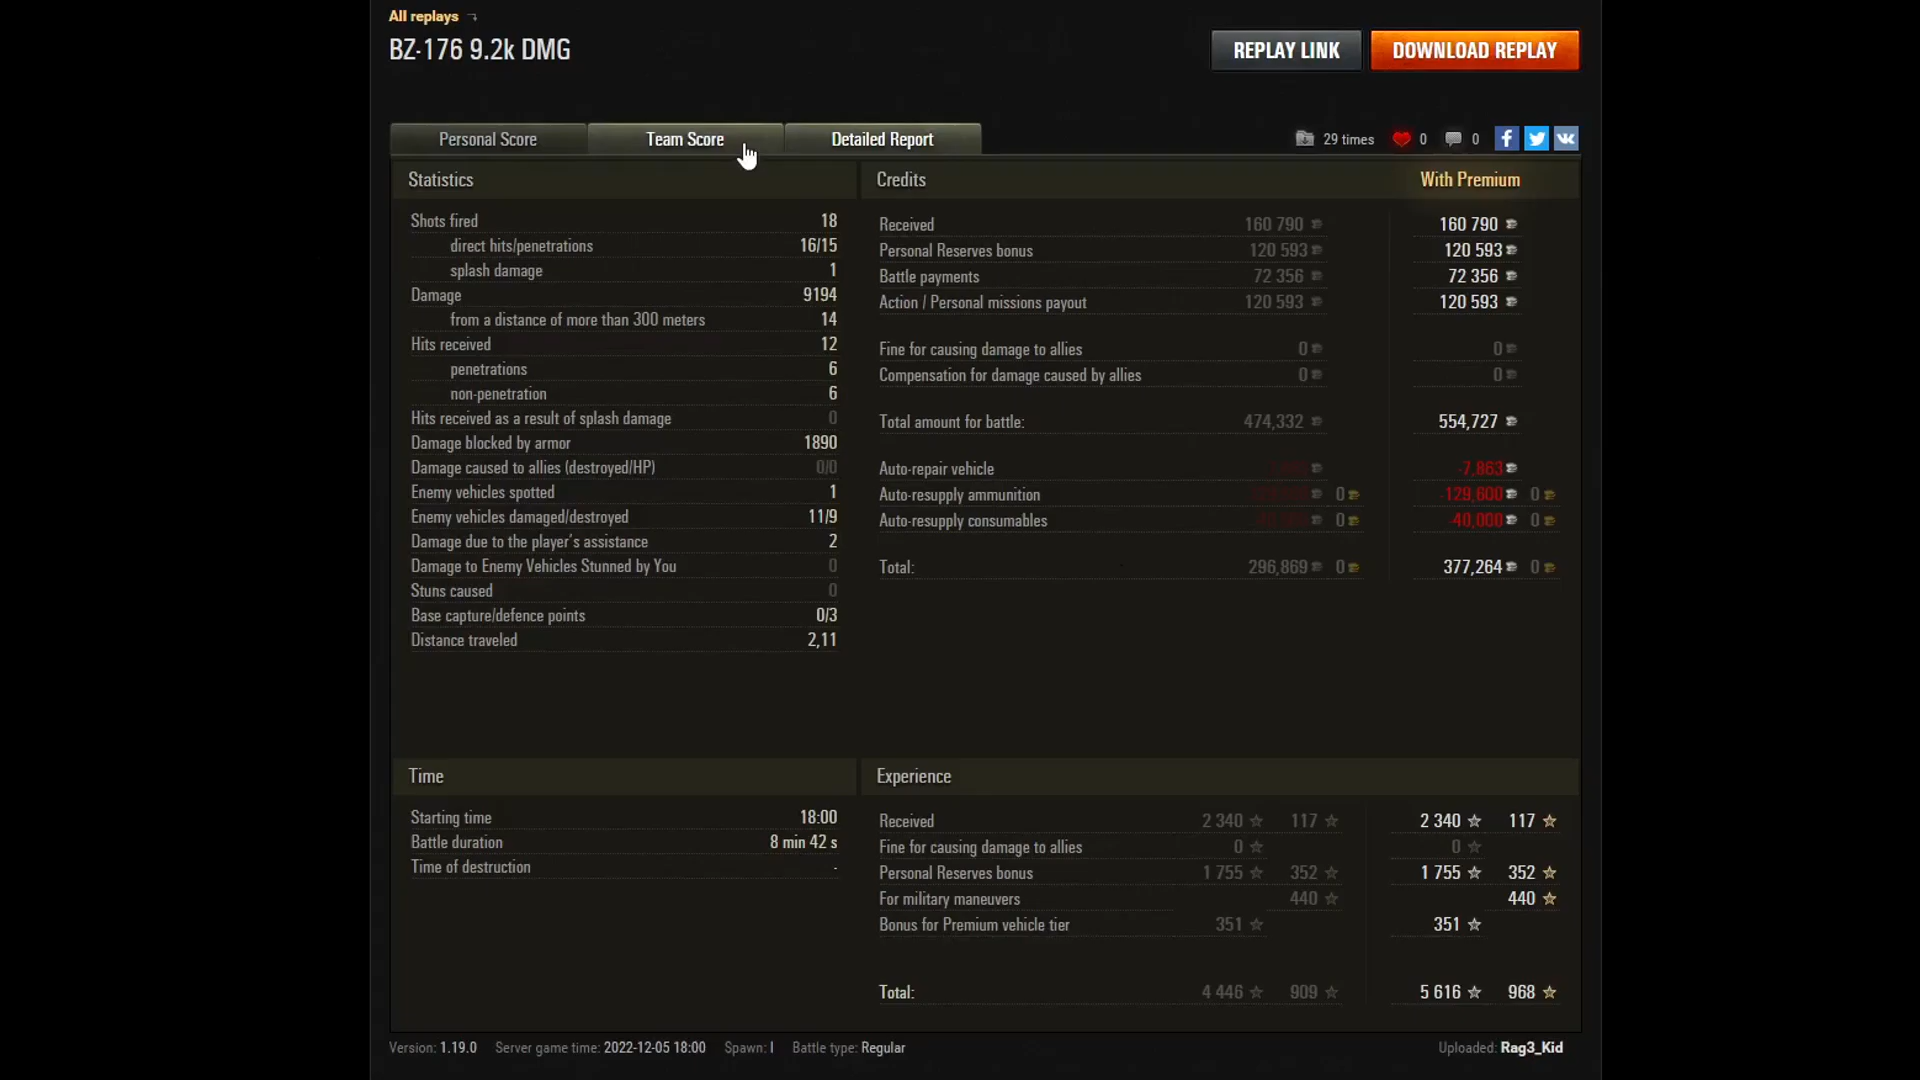 All replays
BZ-176 9.2k DMG
REPLAY LINK
DOWNLOAD REPLAY
Personal Score
Team Score
Detailed Report
29 times
0
0
Statistics
Shots fired 18
direct hits/penetrations 16/15
splash damage 1
Damage 9194
from a distance of more than 300 meters 14
Hits received 12
penetrations 6
non-penetration 6
Hits received as a result of splash damage 0
Damage blocked by armor 1890
Damage caused to allies (destroyed/HP) 0/0
Enemy vehicles spotted 1
Enemy vehicles damaged/destroyed 11/9
Damage due to the player's assistance 2
Damage to Enemy Vehicles Stunned by You 0
Stuns caused 0
Base capture/defence points 0/3
Distance traveled 2,11
Credits With Premium
Received 160 790 160 790
Personal Reserves bonus 120 593 120 593
Battle payments 72 356 72 356
Action / Personal missions payout 120 593 120 593
Fine for causing damage to allies 0 0
Compensation for damage caused by allies 0 0
Total amount for battle: 474,332 554,727
Auto-repair vehicle -7,863
Auto-resupply ammunition 0 -129,600 0
Auto-resupply consumables 0 -40,000 0
Total: 296,869 0 377,264 0
Time
Starting time 18:00
Battle duration 8 min 42 s
Time of destruction -
Experience
Received 2 340 117 2 340 117
Fine for causing damage to allies 0 0
Personal Reserves bonus 1 755 352 1 755 352
For military maneuvers 440 440
Bonus for Premium vehicle tier 351 351
Total: 4 446 909 5 616 968
Version: 1.19.0 Server game time: 2022-12-05 18:00 Spawn: I Battle type: Regular
Uploaded: Rag3_Kid